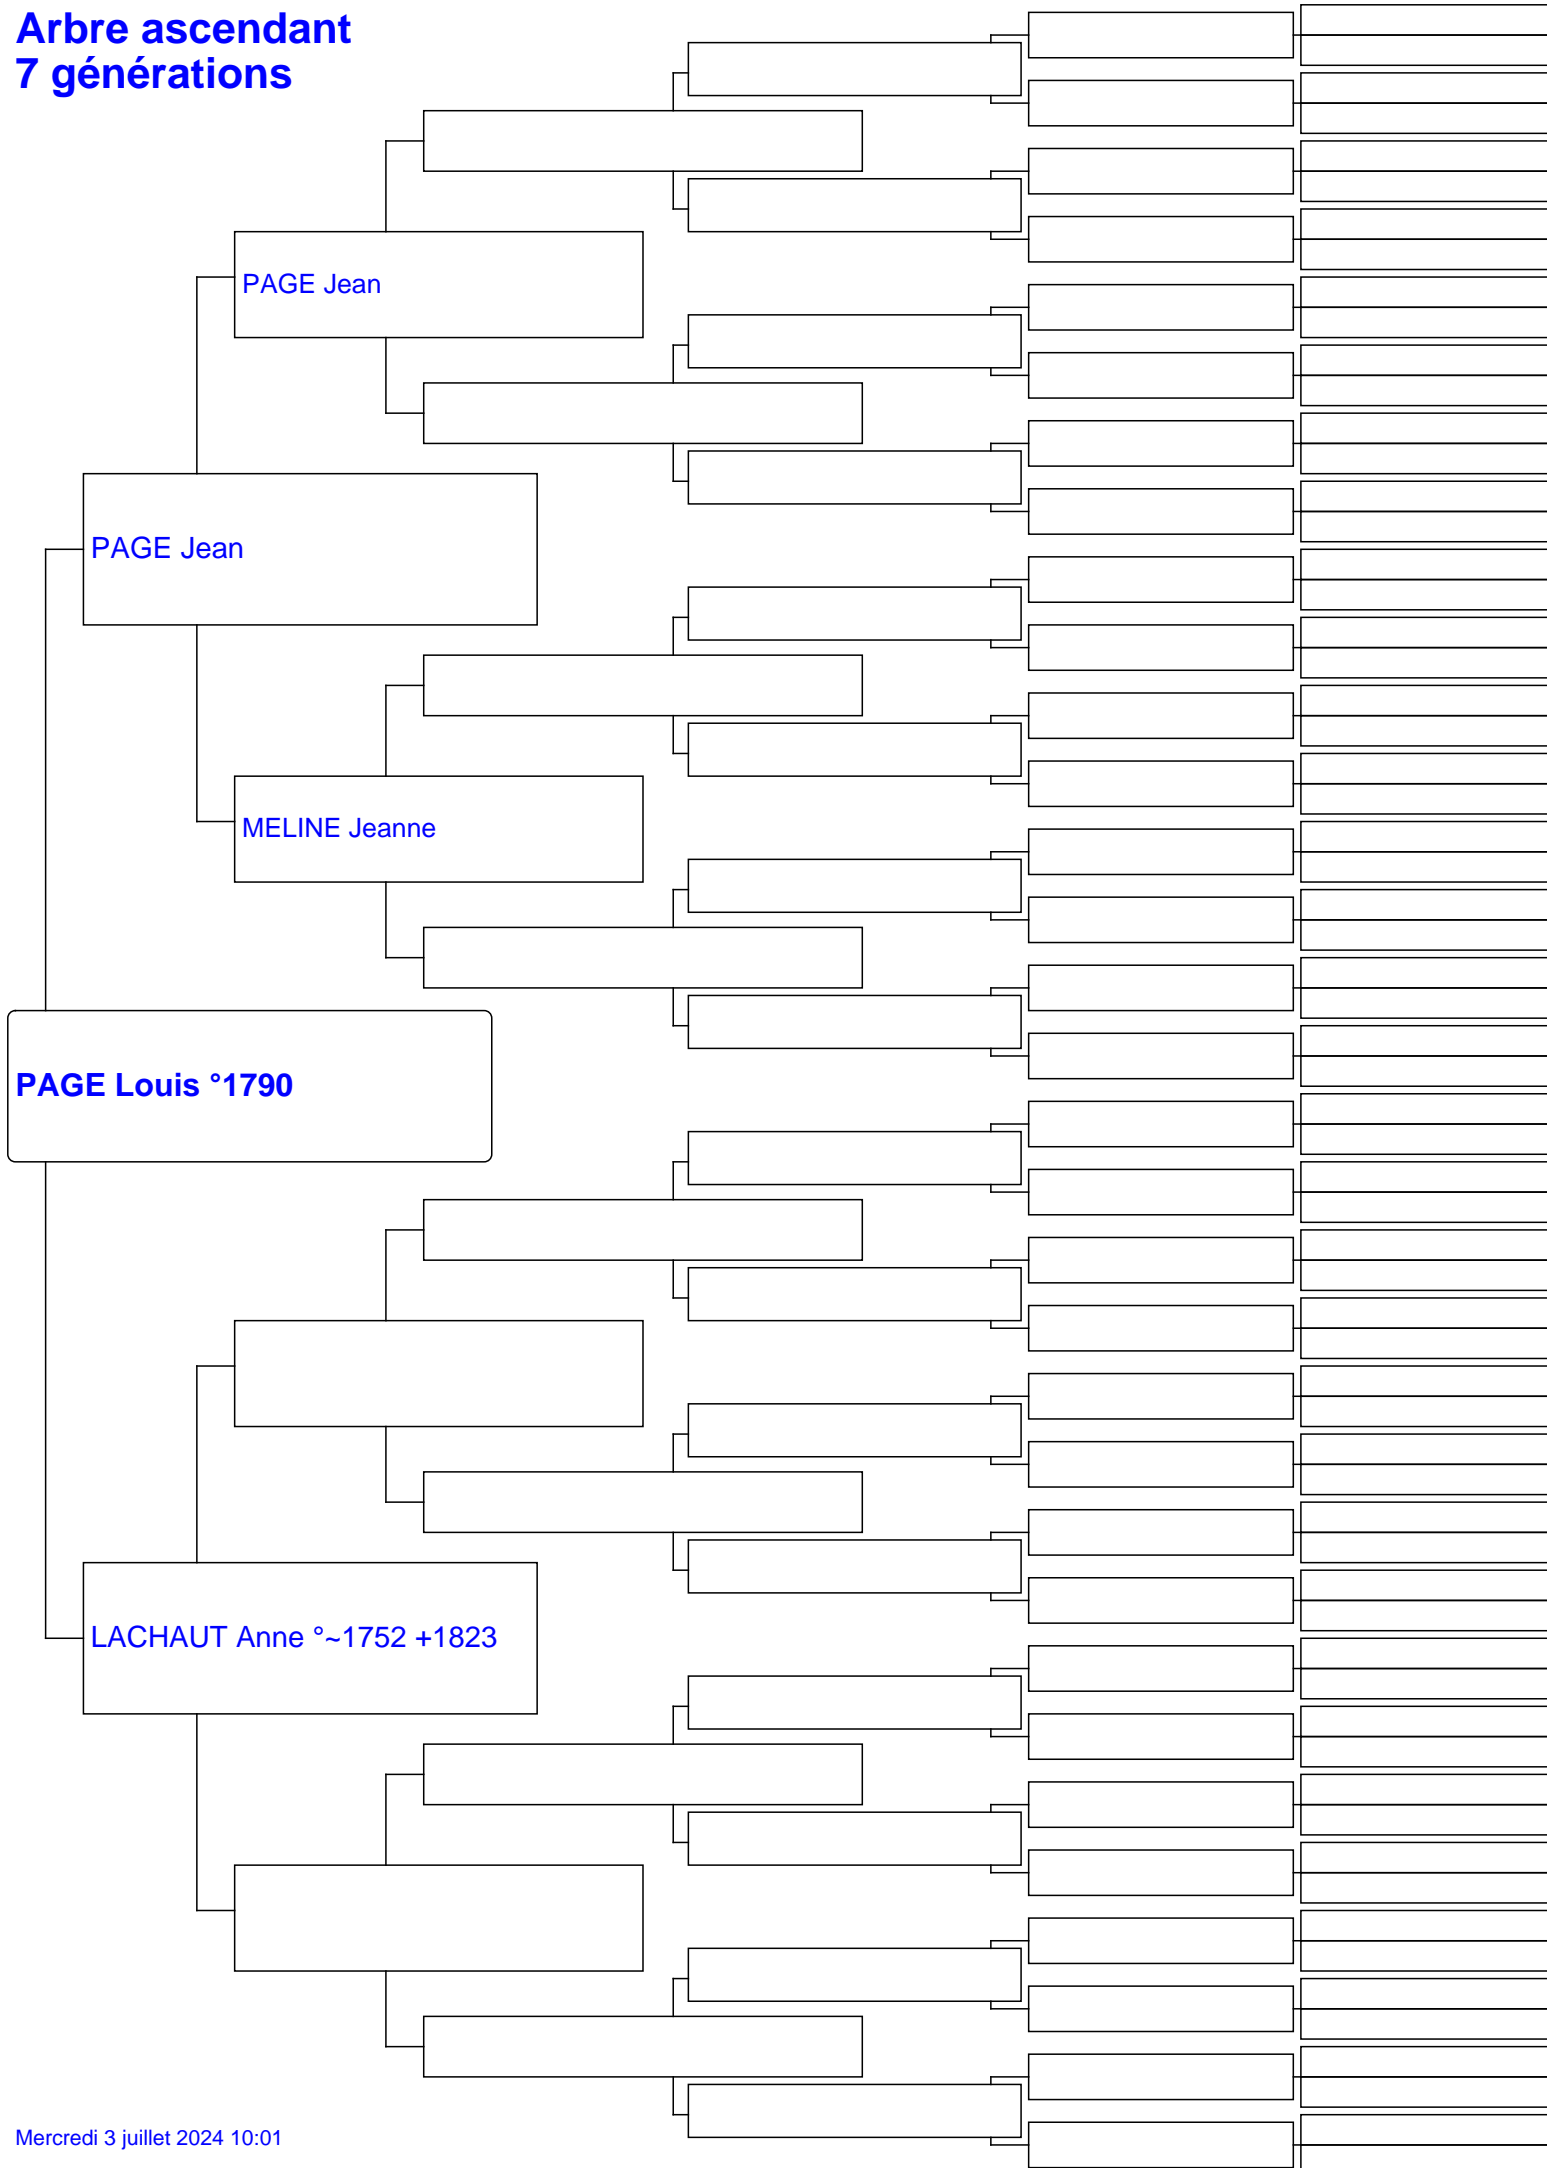 Arbre ascendant
7 générations
PAGE Jean
PAGE Jean
MELINE Jeanne
PAGE Louis °1790
LACHAUT Anne °~1752 +1823
Mercredi 3 juillet 2024 10:01